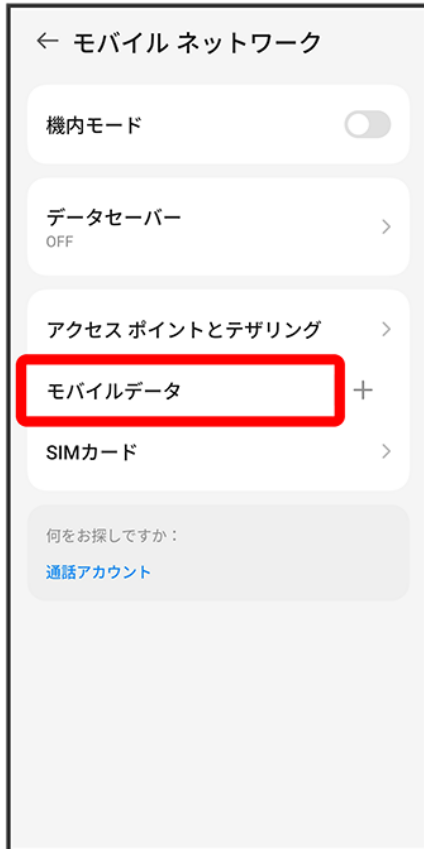 ← モバイル ネットワーク
機内モード
データセーバー
OFF
アクセス ポイントとテザリング
モバイルデータ
SIMカード
何をお探しですか：
通話アカウント